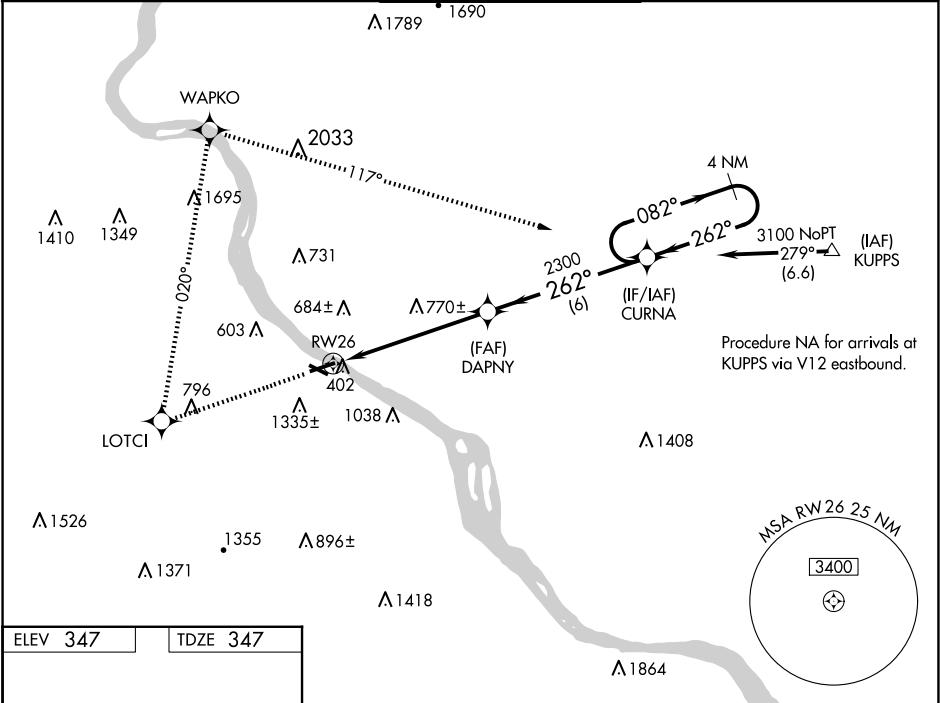 1690
1789
WAPKO
2033
117°
4 NM
1695
082°
1410
1349
262°
3100 NoPT
279°
(6.6)
(IAF)
KUPPS
731
2300
262°
(6)
020°
(IF/IAF)
CURNA
684±
770±
603
RW26
(FAF)
DAPNY
Procedure NA for arrivals at
KUPPS via V12 eastbound.
402
796
1335±
1038
LOTCI
1408
1526
1355
896±
MSA RW 26 25 NM
3400
1371
1418
ELEV 347
TDZE 347
1864